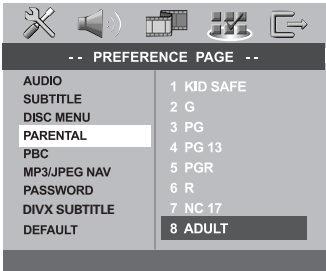 -- PREFERENCE PAGE --
AUDIO
SUBTITLE
DISC MENU
PARENTAL
PBC
MP3/JPEG NAV
PASSWORD
DIVX SUBTITLE
DEFAULT
1 KID SAFE
2 G
3 PG
4 PG 13
5 PGR
6 R
7 NC 17
8 ADULT